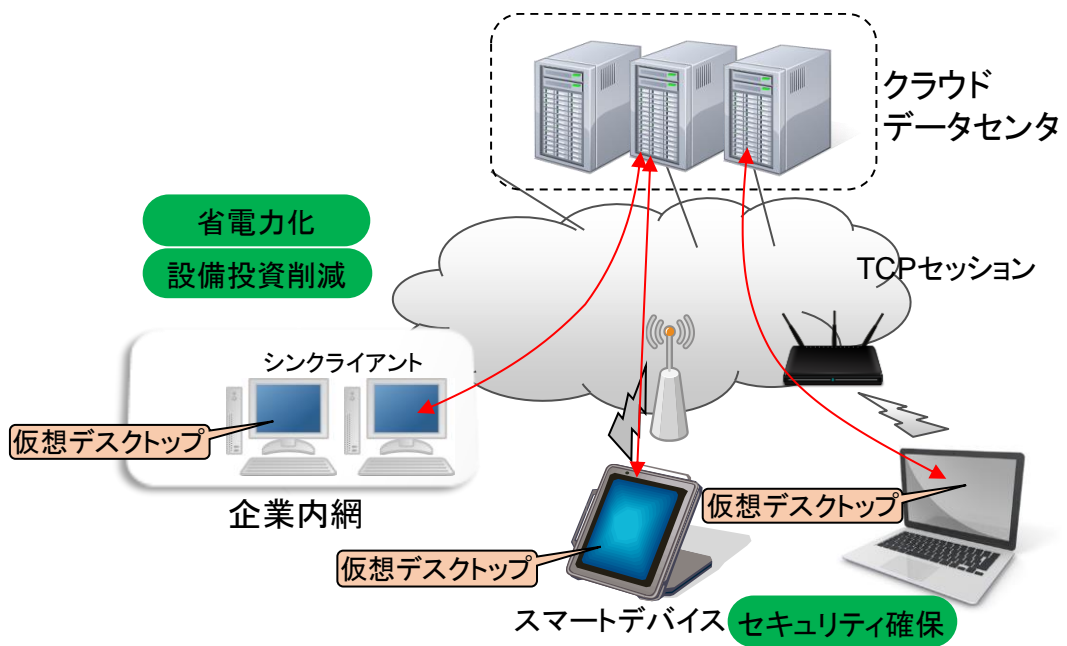 クラウド
データセンタ
省電力化
設備投資削減
TCPセッション
シンクライアント
仮想デスクトップ
企業内網
仮想デスクトップ
仮想デスクトップ
スマートデバイス
セキュリティ確保